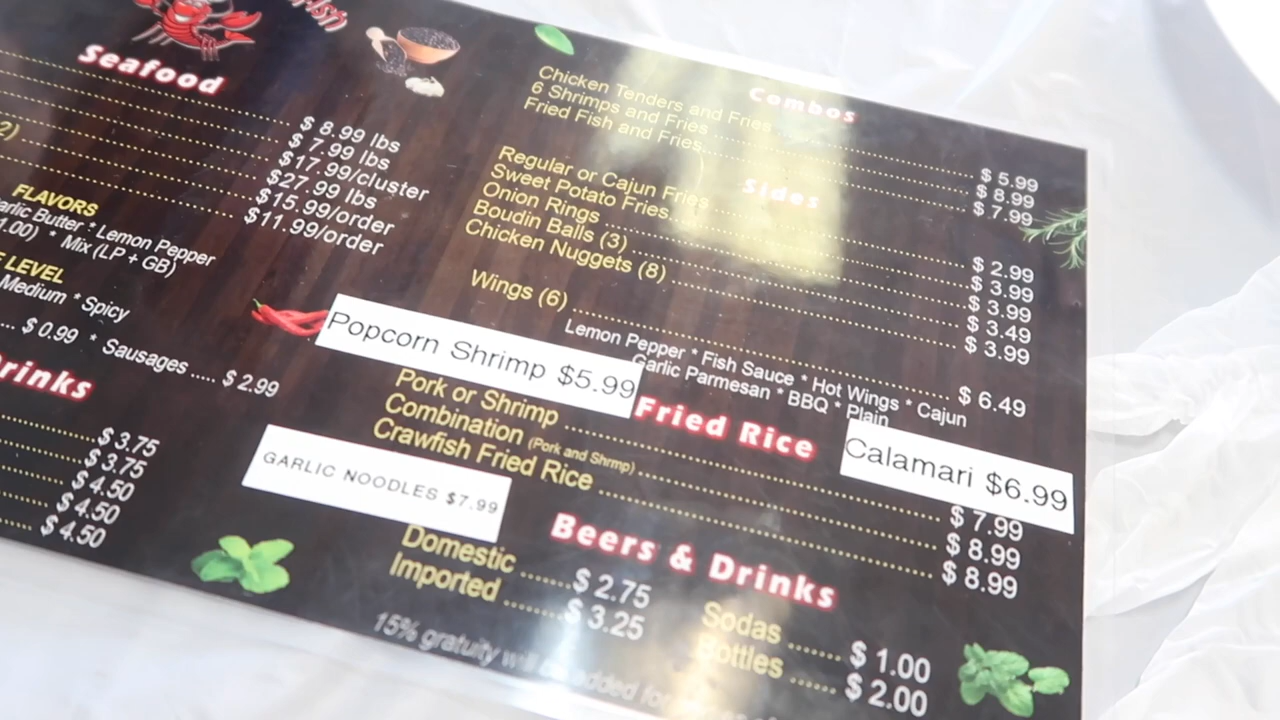 Seafood
$ 8.99 lbs
$ 7.99 lbs
$17.99/cluster
2)
$27.99 lbs
$15.99/order
$11.99/order
FLAVORS
Butter * Lemon Pepper
* Mix (LP + GB)
LEVEL
Medium * Spicy
$ 0.99 * Sausages .... $ 2.99
$ 3.75
$ 3.75
$ 4.50
$ 4.50
$ 4.50
Combos
Chicken Tenders and Fries $ 5.99
6 Shrimps and Fries $ 8.99
Fried Fish and Fries $ 7.99
Sides
Regular or Cajun Fries $ 2.99
Sweet Potato Fries $ 3.99
Onion Rings $ 3.99
Boudin Balls (3) $ 3.49
Chicken Nuggets (8) $ 3.99
Wings (6) $ 6.49
Lemon Pepper * Fish Sauce * Hot Wings * Cajun
Garlic Parmesan * BBQ * Plain
Popcorn Shrimp $5.99
Fried Rice
Calamari $6.99
Pork or Shrimp $ 7.99
Combination (Pork and Shrmp) $ 8.99
Crawfish Fried Rice $ 8.99
GARLIC NOODLES $7.99
Beers & Drinks
Domestic ....... $ 2.75
Imported ....... $ 3.25
Sodas ....... $ 1.00
Bottles ...... $ 2.00
15% gratuity will added for